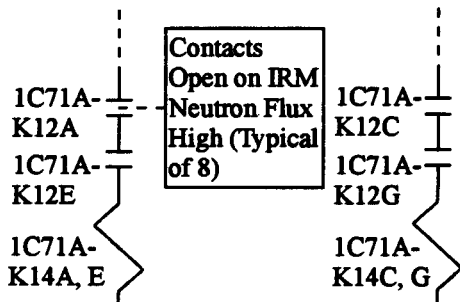 Contacts
Open on IRM
Neutron Flux
High (Typical
of 8)
1C71A-
K12A
1C71A-
K12E
1C71A-
K14A, E
1C71A-
K12C
1C71A-
K12G
1C71A-
K14C, G